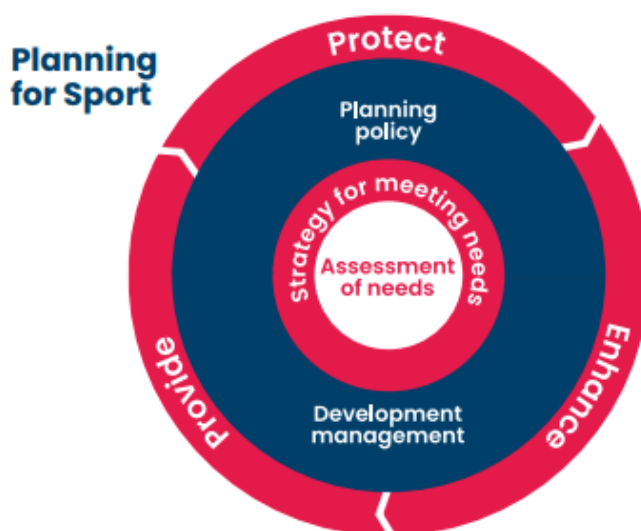 Planning
for Sport
Protect
Planning
policy
Strategy for meeting needs
Assessment
of needs
Provide
Enhance
Development
management